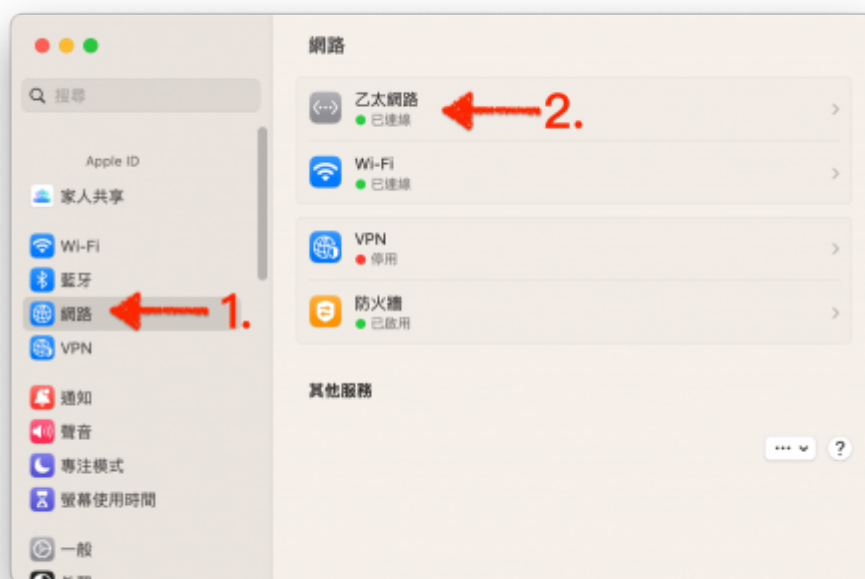 網路
搜尋
乙太網路
已連線
2.
Apple ID
Wi-Fi
已連線
家人共享
Wi-Fi
VPN
停用
藍牙
網路
1.
防火牆
已啟用
VPN
通知
其他服務
聲音
專注模式
?
螢幕使用時間
一般